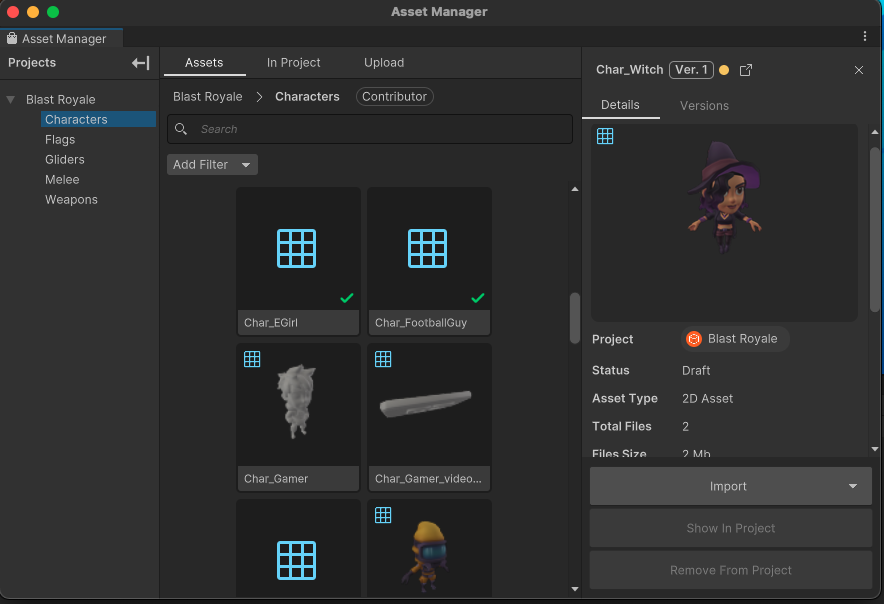 Asset Manager
Asset Manager
Projects
Blast Royale
Characters
Flags
Gliders
Melee
Weapons
Assets
In Project
Upload
Blast Royale
Characters
Contributor
Search
Add Filter
Char_EGirl
Char_FootballGuy
Char_Gamer
Char_Gamer_video...
Char_Witch
Ver. 1
Details
Versions
Project
Blast Royale
Status
Draft
Asset Type
2D Asset
Total Files
2
Files Size
2 Mb
Import
Show In Project
Remove From Project